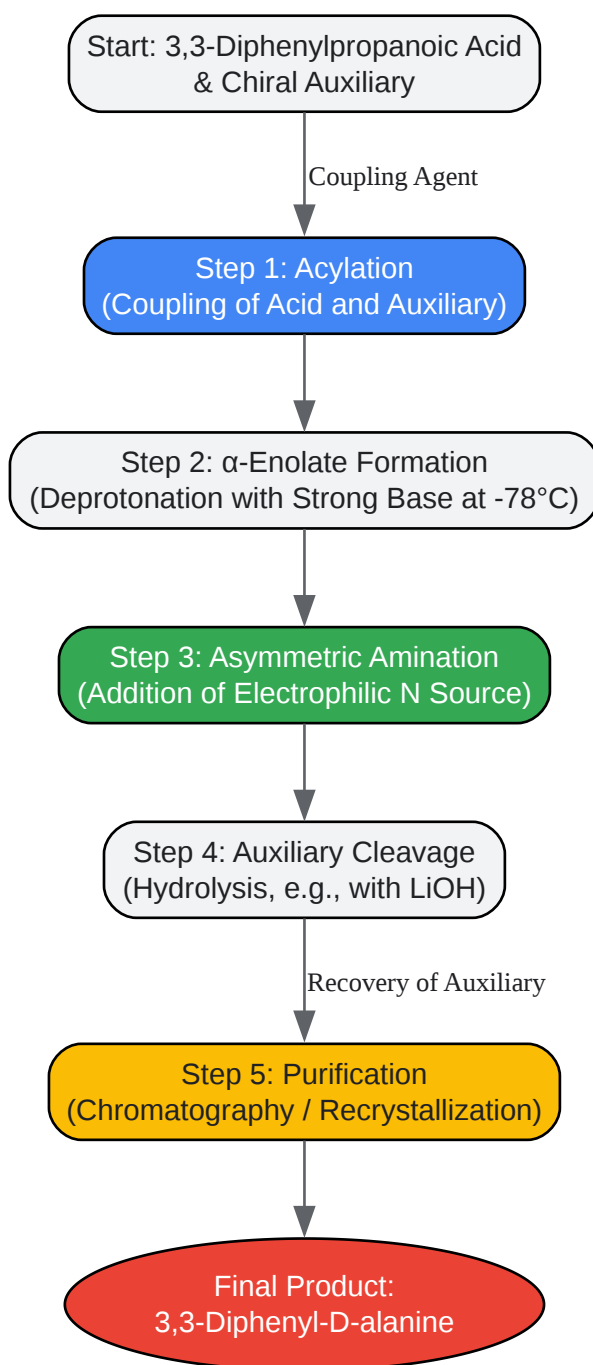 Start: 3,3-Diphenylpropanoic Acid
& Chiral Auxiliary
Coupling Agent
Step 1: Acylation
(Coupling of Acid and Auxiliary)
Step 2: α-Enolate Formation
(Deprotonation with Strong Base at -78°C)
Step 3: Asymmetric Amination
(Addition of Electrophilic N Source)
Step 4: Auxiliary Cleavage
(Hydrolysis, e.g., with LiOH)
Recovery of Auxiliary
Step 5: Purification
(Chromatography / Recrystallization)
Final Product:
3,3-Diphenyl-D-alanine